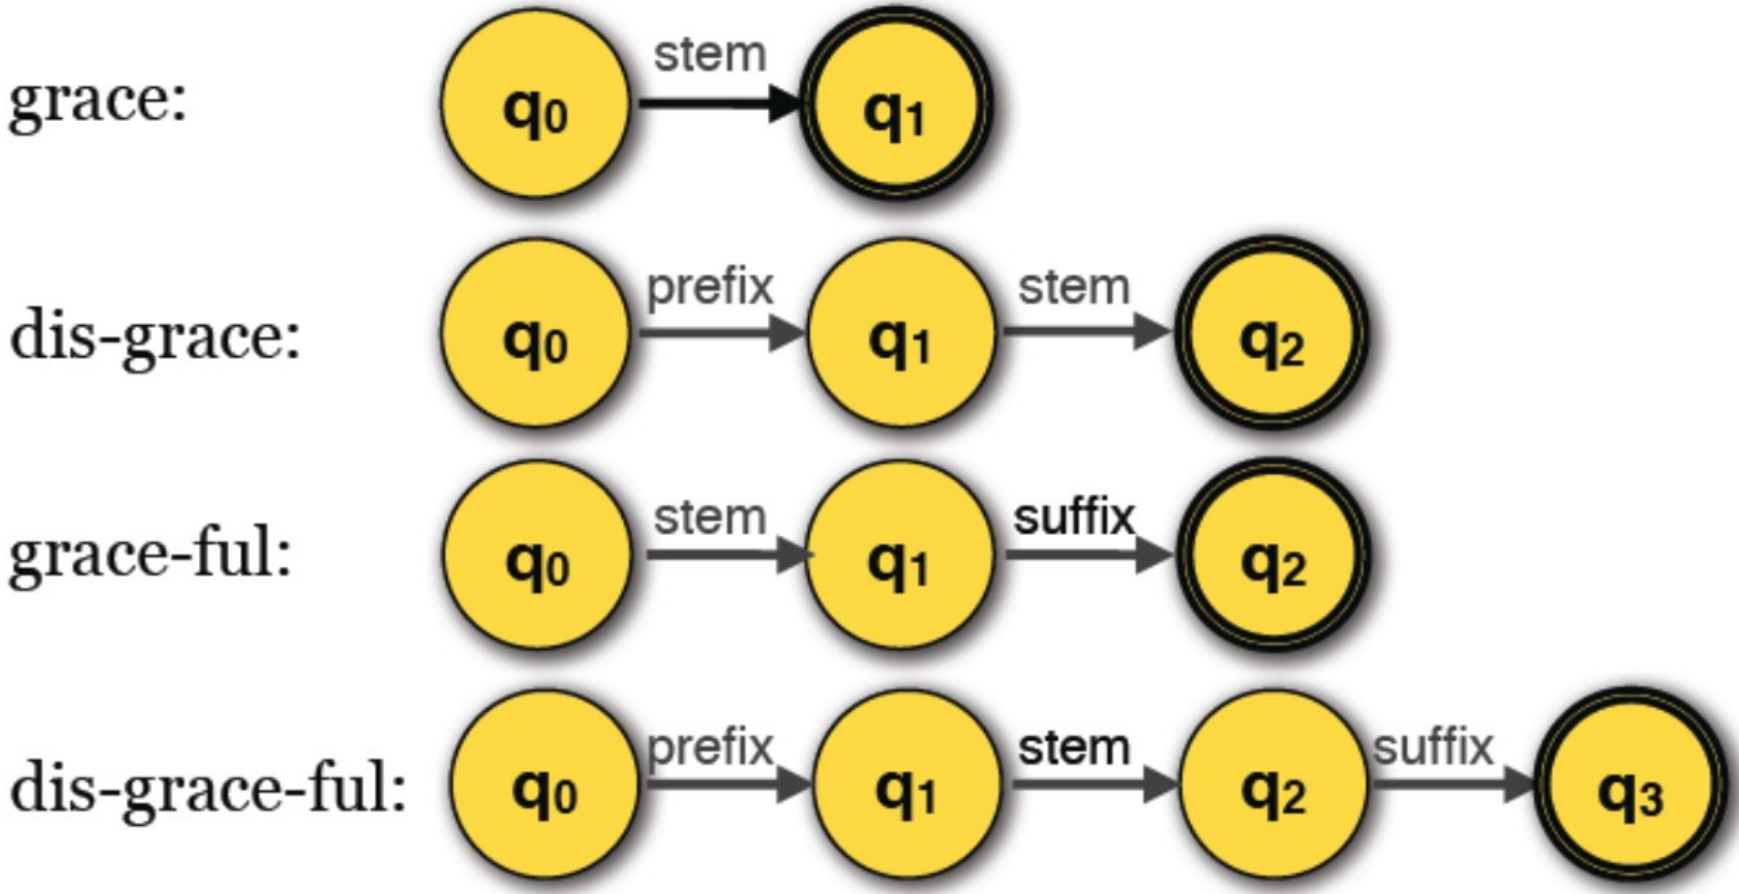 grace: q0 stem q1
dis-grace: q0 prefix q1 stem q2
grace-ful: q0 stem q1 suffix q2
dis-grace-ful: q0 prefix q1 stem q2 suffix q3